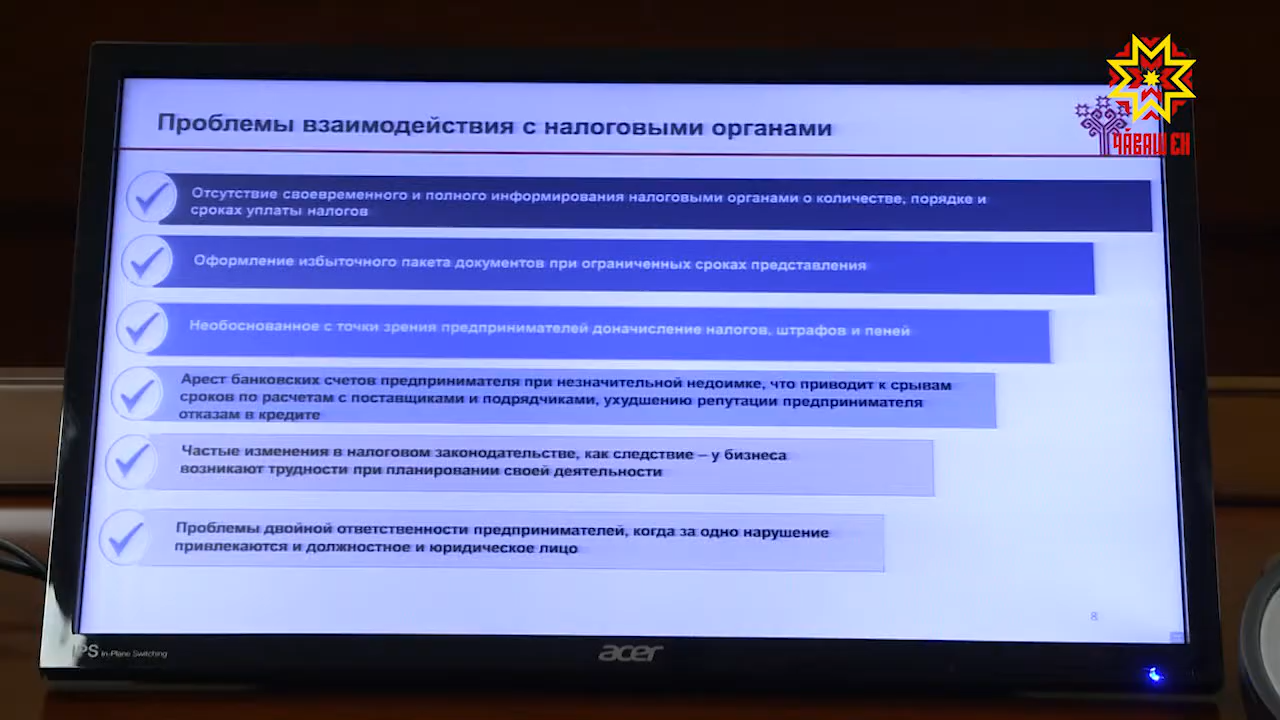 Проблемы взаимодействия с налоговыми органами
ЧӐВАШ ЕН
Отсутствие своевременного и полного информирования налоговыми органами о количестве, порядке и
сроках уплаты налогов
Оформление избыточного пакета документов при ограниченных сроках представления
Необоснованное с точки зрения предпринимателей доначисление налогов, штрафов и пеней
Арест банковских счетов предпринимателя при незначительной недоимке, что приводит к срывам
сроков по расчетам с поставщиками и подрядчиками, ухудшению репутации предпринимателя
отказам в кредите
Частые изменения в налоговом законодательстве, как следствие – у бизнеса
возникают трудности при планировании своей деятельности
Проблемы двойной ответственности предпринимателей, когда за одно нарушение
привлекаются и должностное и юридическое лицо
8
IPS In-Plane Switching
acer